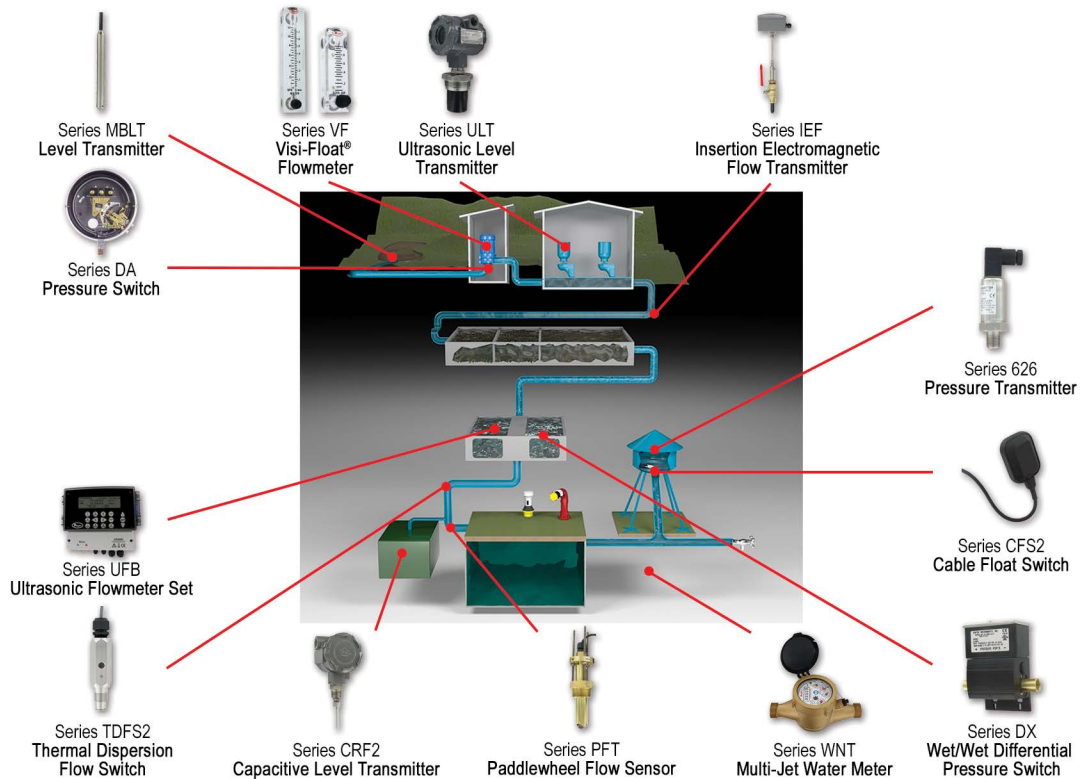 Series MBLT
Level Transmitter
Series VF
Visi-Float®
Flowmeter
Series ULT
Ultrasonic Level
Transmitter
Series IEF
Insertion Electromagnetic
Flow Transmitter
Series DA
Pressure Switch
Series 626
Pressure Transmitter
Series UFB
Ultrasonic Flowmeter Set
Series CFS2
Cable Float Switch
Series TDFS2
Thermal Dispersion
Flow Switch
Series CRF2
Capacitive Level Transmitter
Series PFT
Paddlewheel Flow Sensor
Series WNT
Multi-Jet Water Meter
Series DX
Wet/Wet Differential
Pressure Switch